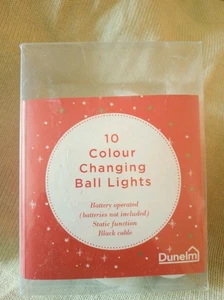 10
Colour
Changing
Ball Lights
Battery operated
(batteries not included)
Static function
Black cable
Dunelm